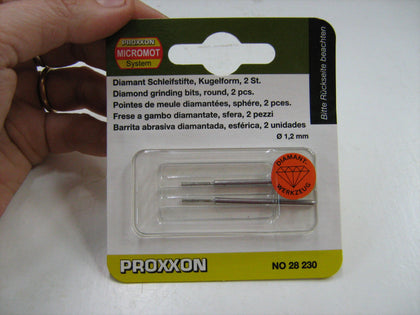 PROXXON
MICROMOT
System
Bitte Rückseite beachten
Diamant Schleifstifte, Kugelform, 2 St.
Diamond grinding bits, round, 2 pcs.
Pointes de meule diamantées, sphére, 2 pces.
Frese a gambo diamantate, sfera, 2 pezzi
Barrita abrasiva diamantada, esférica, 2 unidades
Ø 1,2 mm
DIAMANT
WERKZEUG
PROXXON
NO 28 230